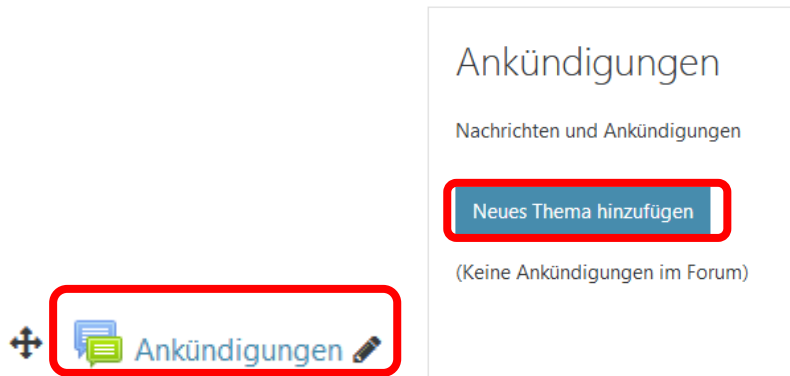 Ankündigungen
Nachrichten und Ankündigungen
Neues Thema hinzufügen
(Keine Ankündigungen im Forum)
Ankündigungen